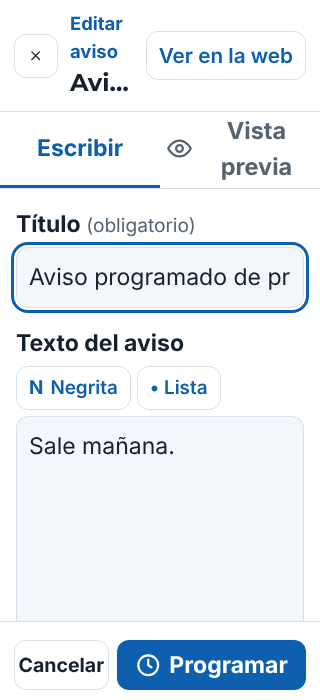 ×
Editar
aviso
Avi...
Ver en la web
Escribir
Vista
previa
Título (obligatorio)
Aviso programado de pr
Texto del aviso
N Negrita
• Lista
Sale mañana.
Cancelar
Programar